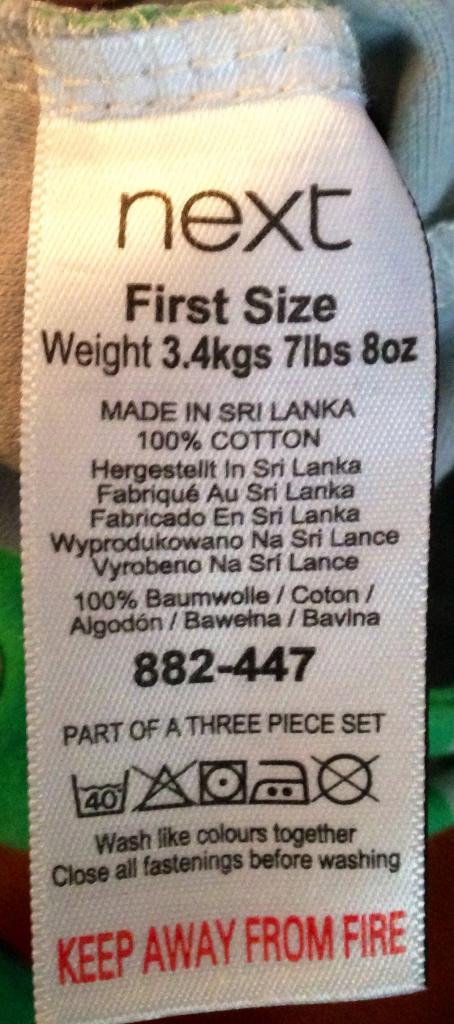 next
First Size
Weight 3.4kgs 7lbs 8oz
MADE IN SRI LANKA
100% COTTON
Hergestellt In Sri Lanka
Fabriqué Au Sri Lanka
Fabricado En Sri Lanka
Wyprodukowano Na Sri Lance
Vyrobeno Na Srí Lance
100% Baumwolle / Coton /
Algodón / Bawełna / Bavlna
882-447
PART OF A THREE PIECE SET
40
Wash like colours together
Close all fastenings before washing
KEEP AWAY FROM FIRE